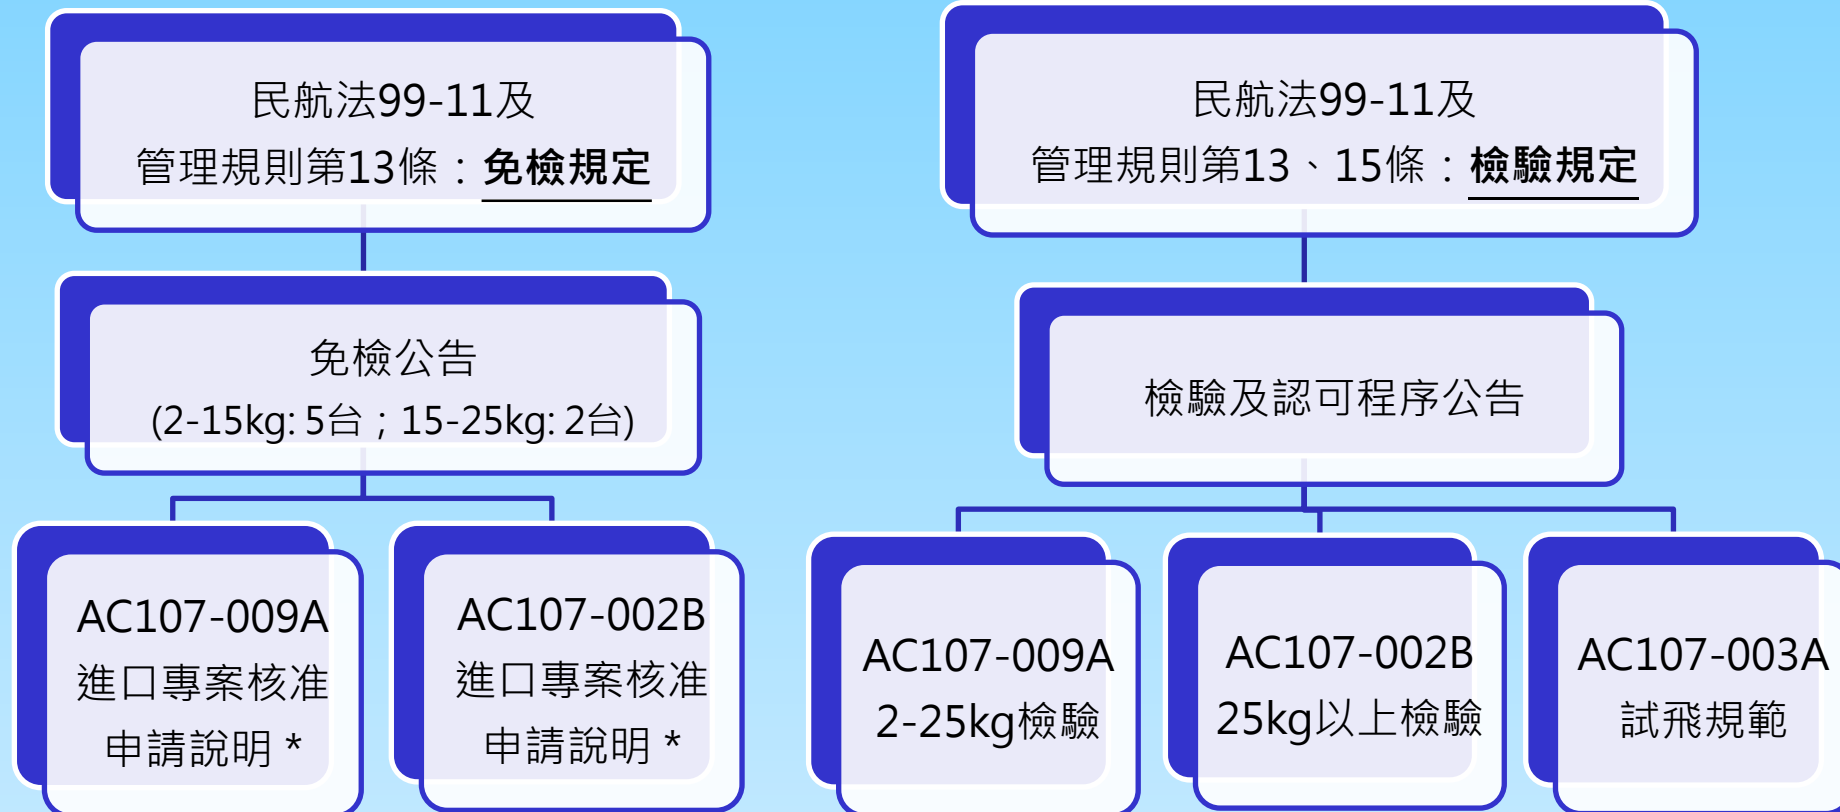 民航法99-11及
管理規則第13條：免檢規定
免檢公告
(2-15kg: 5台；15-25kg: 2台)
AC107-009A
進口專案核准
申請說明 *
AC107-002B
進口專案核准
申請說明 *
民航法99-11及
管理規則第13、15條：檢驗規定
檢驗及認可程序公告
AC107-009A
2-25kg檢驗
AC107-002B
25kg以上檢驗
AC107-003A
試飛規範